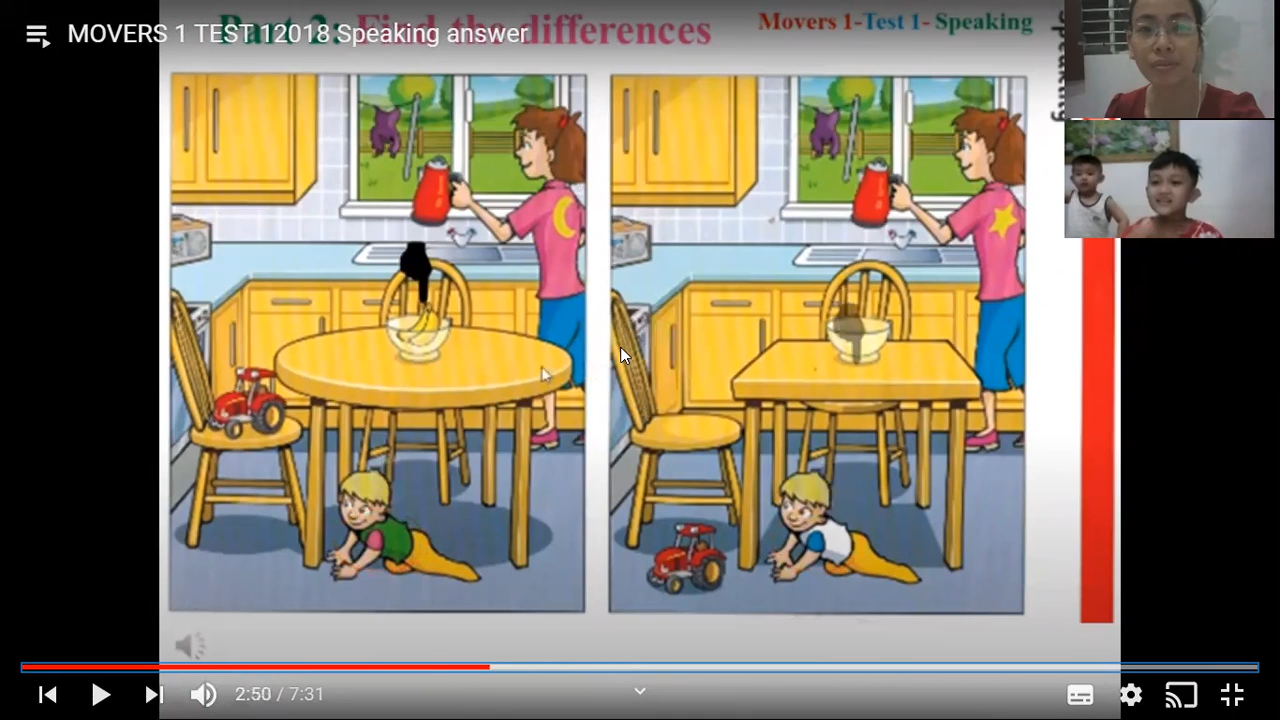 Part 2: Find the differences
MOVERS 1 TEST 12018 Speaking answer
Movers 1-Test 1- Speaking
Speaking
2:50 / 7:31